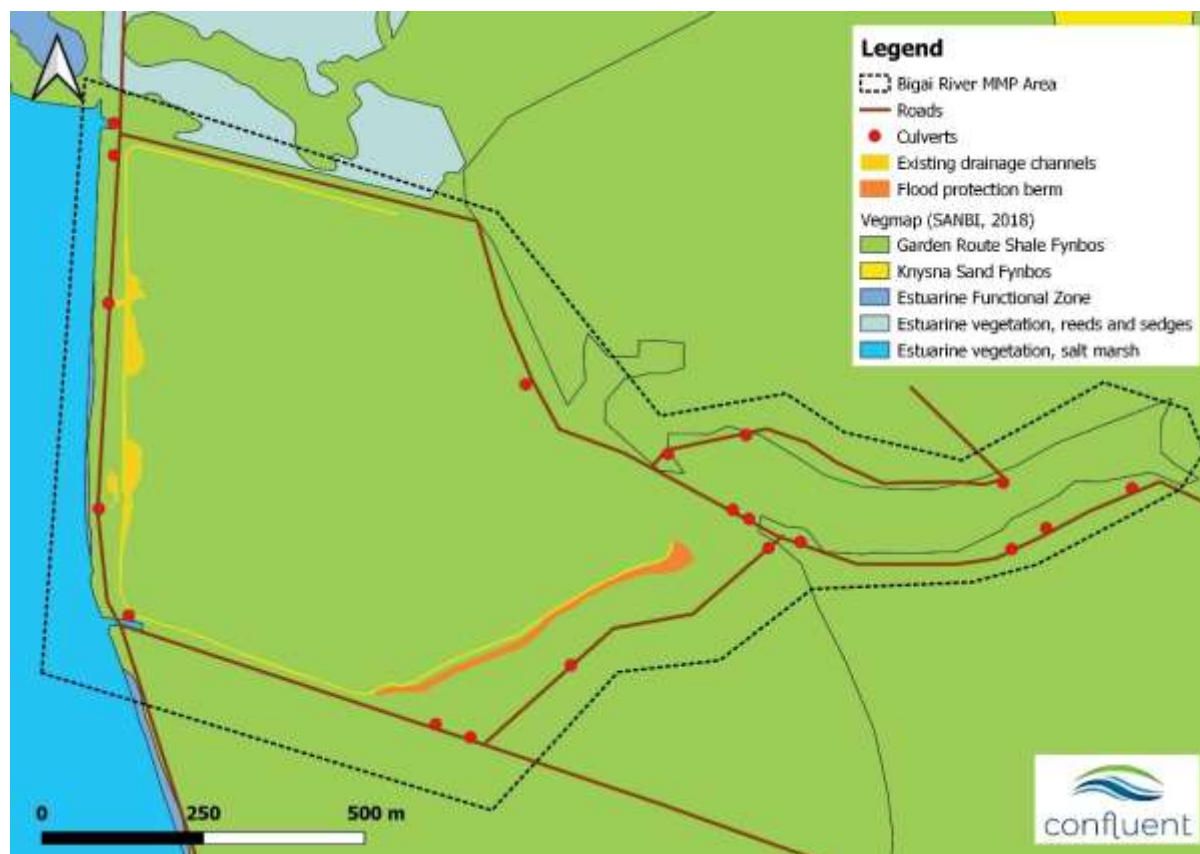 Legend
Bigai River MMP Area
Roads
Culverts
Existing drainage channels
Flood protection berm
Vegmap (SANBI, 2018)
Garden Route Shale Fynbos
Knysna Sand Fynbos
Estuarine Functional Zone
Estuarine vegetation, reeds and sedges
Estuarine vegetation, salt marsh
0 250 500 m
confluent